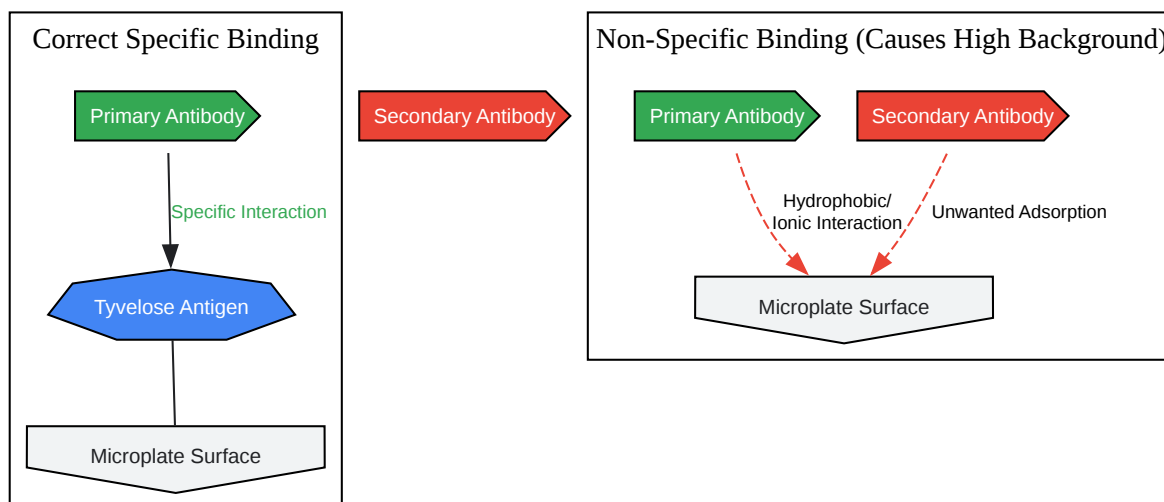 Correct Specific Binding
Primary Antibody
Specific Interaction
Tyvelose Antigen
Microplate Surface
Secondary Antibody
Non-Specific Binding (Causes High Background)
Primary Antibody
Secondary Antibody
Hydrophobic/
Ionic Interaction
Unwanted Adsorption
Microplate Surface